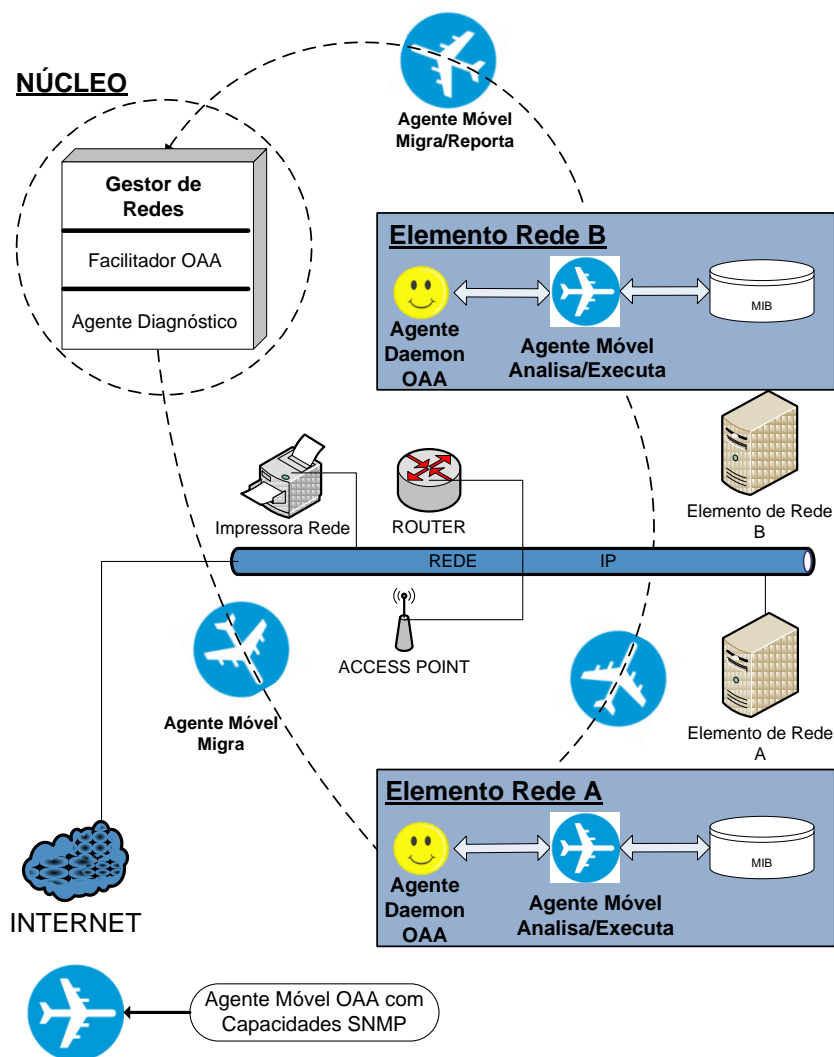 NÚCLEO
Agente Móvel
Migra/Reporta
Gestor de
Redes
Facilitador OAA
Agente Diagnóstico
Elemento Rede B
Agente
Daemon
OAA
Agente Móvel
Analisa/Executa
MIB
Impressora Rede
ROUTER
Elemento de Rede
B
REDE IP
ACCESS POINT
Agente Móvel
Migra
Elemento de Rede
A
Elemento Rede A
Agente
Daemon
OAA
Agente Móvel
Analisa/Executa
MIB
INTERNET
Agente Móvel OAA com
Capacidades SNMP